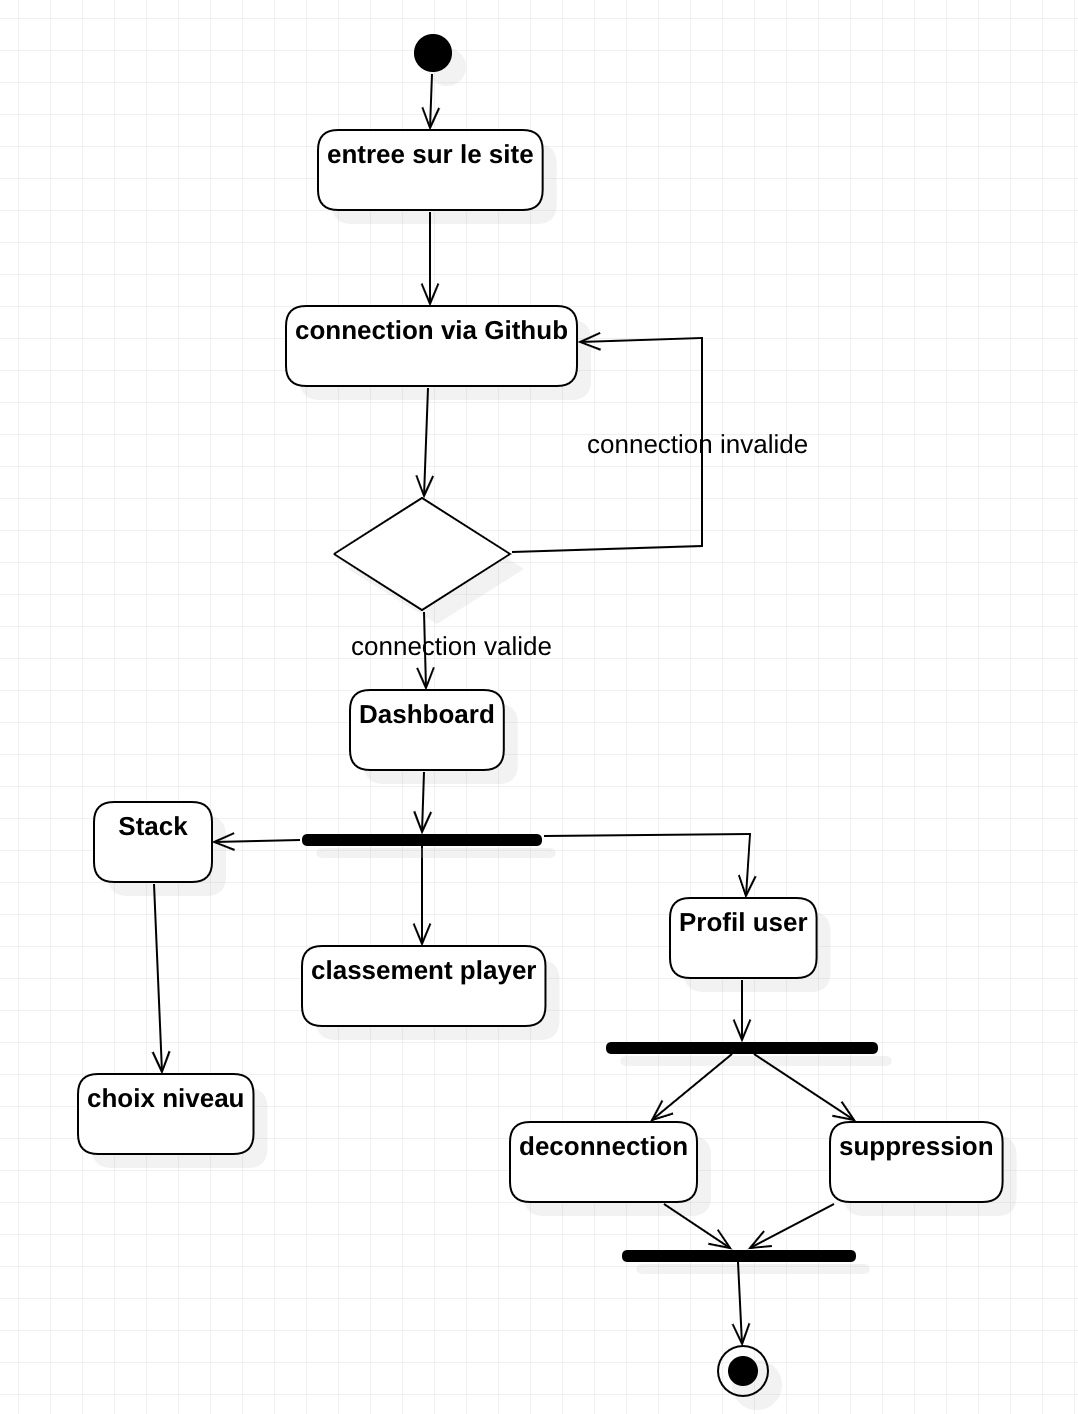 entree sur le site
connection via Github
connection invalide
connection valide
Dashboard
Stack
Profil user
classement player
choix niveau
deconnection
suppression